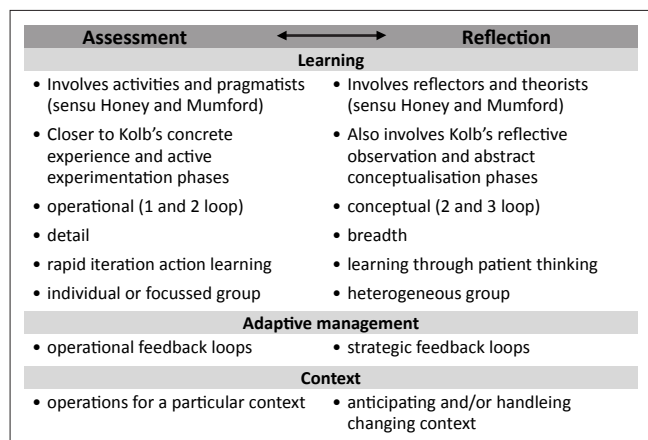 Assessment Reflection
Learning
• Involves activities and pragmatists
(sensu Honey and Mumford)
• Closer to Kolb's concrete
experience and active
experimentation phases
• operational (1 and 2 loop)
• detail
• rapid iteration action learning
• individual or focussed group
• Involves reflectors and theorists
(sensu Honey and Mumford)
• Also involves Kolb's reflective
observation and abstract
conceptualisation phases
• conceptual (2 and 3 loop)
• breadth
• learning through patient thinking
• heterogeneous group
Adaptive management
• operational feedback loops
• strategic feedback loops
Context
• operations for a particular context
• anticipating and/or handleing
changing context